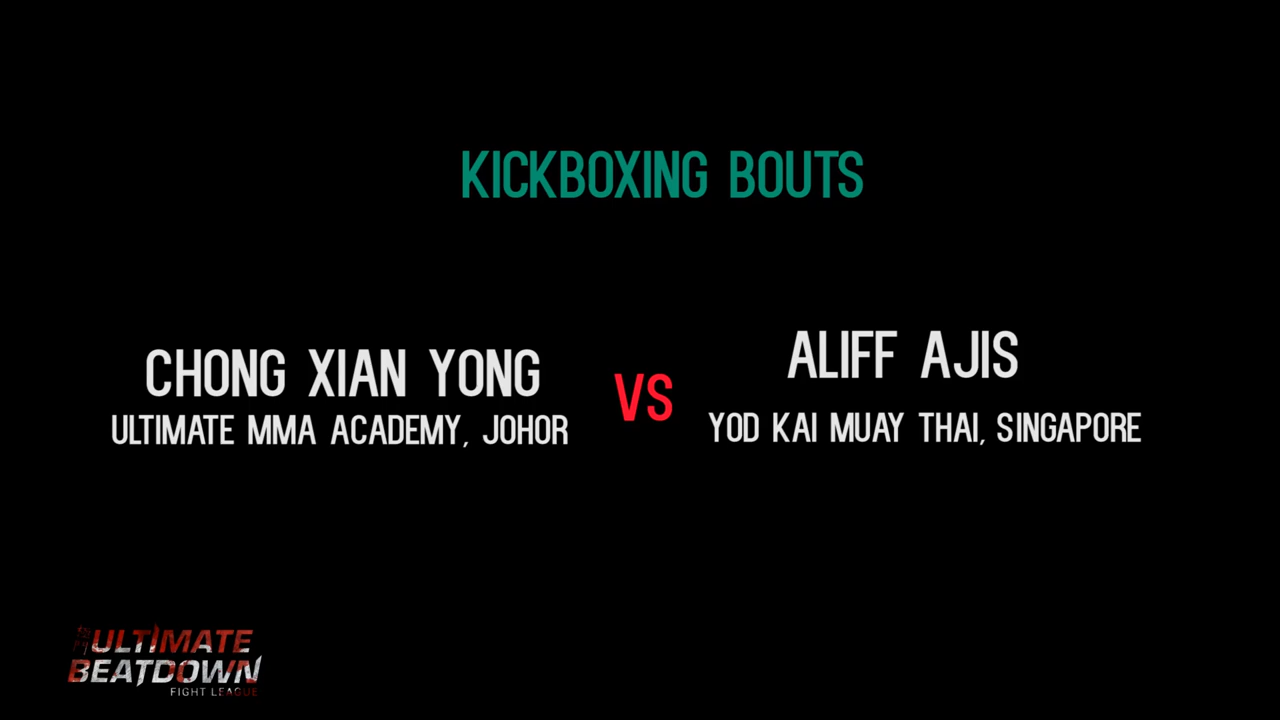 KICKBOXING BOUTS
CHONG XIAN YONG
ULTIMATE MMA ACADEMY, JOHOR
VS
ALIFF AJIS
YOD KAI MUAY THAI, SINGAPORE
ULTIMATE
BEATDOWN
FIGHT LEAGUE